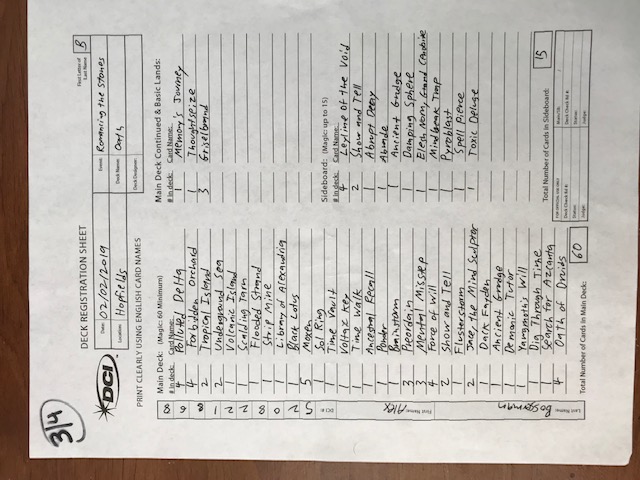 3/4
DECK REGISTRATION SHEET
First Letter of Last Name B
DCI
Date: 02/02/2019
Event: Romancing the Stones
Location: Hopfields
Deck Name: Oath
Deck Designer:
PRINT CLEARLY USING ENGLISH CARD NAMES
Main Deck: (Magic: 60 Minimum)
# in deck: Card Name:
4 Polluted Delta
4 Forbidden Orchard
2 Tropical Island
2 Underground Sea
1 Volcanic Island
1 Scalding Tarn
1 Flooded Strand
1 Strip Mine
1 Library of Alexandria
1 Black Lotus
5 Moxen
1 Sol Ring
1 Time Vault
1 Voltaz Key
1 Time Walk
1 Ancestral Recall
1 Ponder
1 Brainstorm
3 Preordain
3 Mental Misstep
4 Force of Will
2 Show and Tell
1 Flusterstorm
2 Jace, the Mind Sculptor
1 Dack Fayden
1 Ancient Grudge
1 Demonic Tutor
1 Yawgmoth's Will
1 Dig Through Time
1 Search for Azcanta
4 Oath of Druids
Total Number of Cards in Main Deck: 60
Main Deck Continued & Basic Lands:
# in deck: Card Name:
1 Memory's Journey
1 Thoughtseize
3 Griselbrand
Sideboard: (Magic: up to 15)
# in deck: Card Name:
4 Leyline of the Void
2 Show and Tell
1 Abrupt Decay
1 Abrade
1 Ancient Grudge
1 Damping Sphere
1 Elesh Norn, Grand Cenobite
1 Mindbreak Trap
1 Pyroblast
1 Spell Pierce
1 Toxic Deluge
Total Number of Cards in Sideboard: 15
FOR OFFICIAL USE ONLY
Deck Check Rd #:
Status:
Judge:
Main/SB: /
Deck Check Rd #:
Status:
Judge:
DCI #: 5208221868
First Name: Alex
Last Name: Bosserman